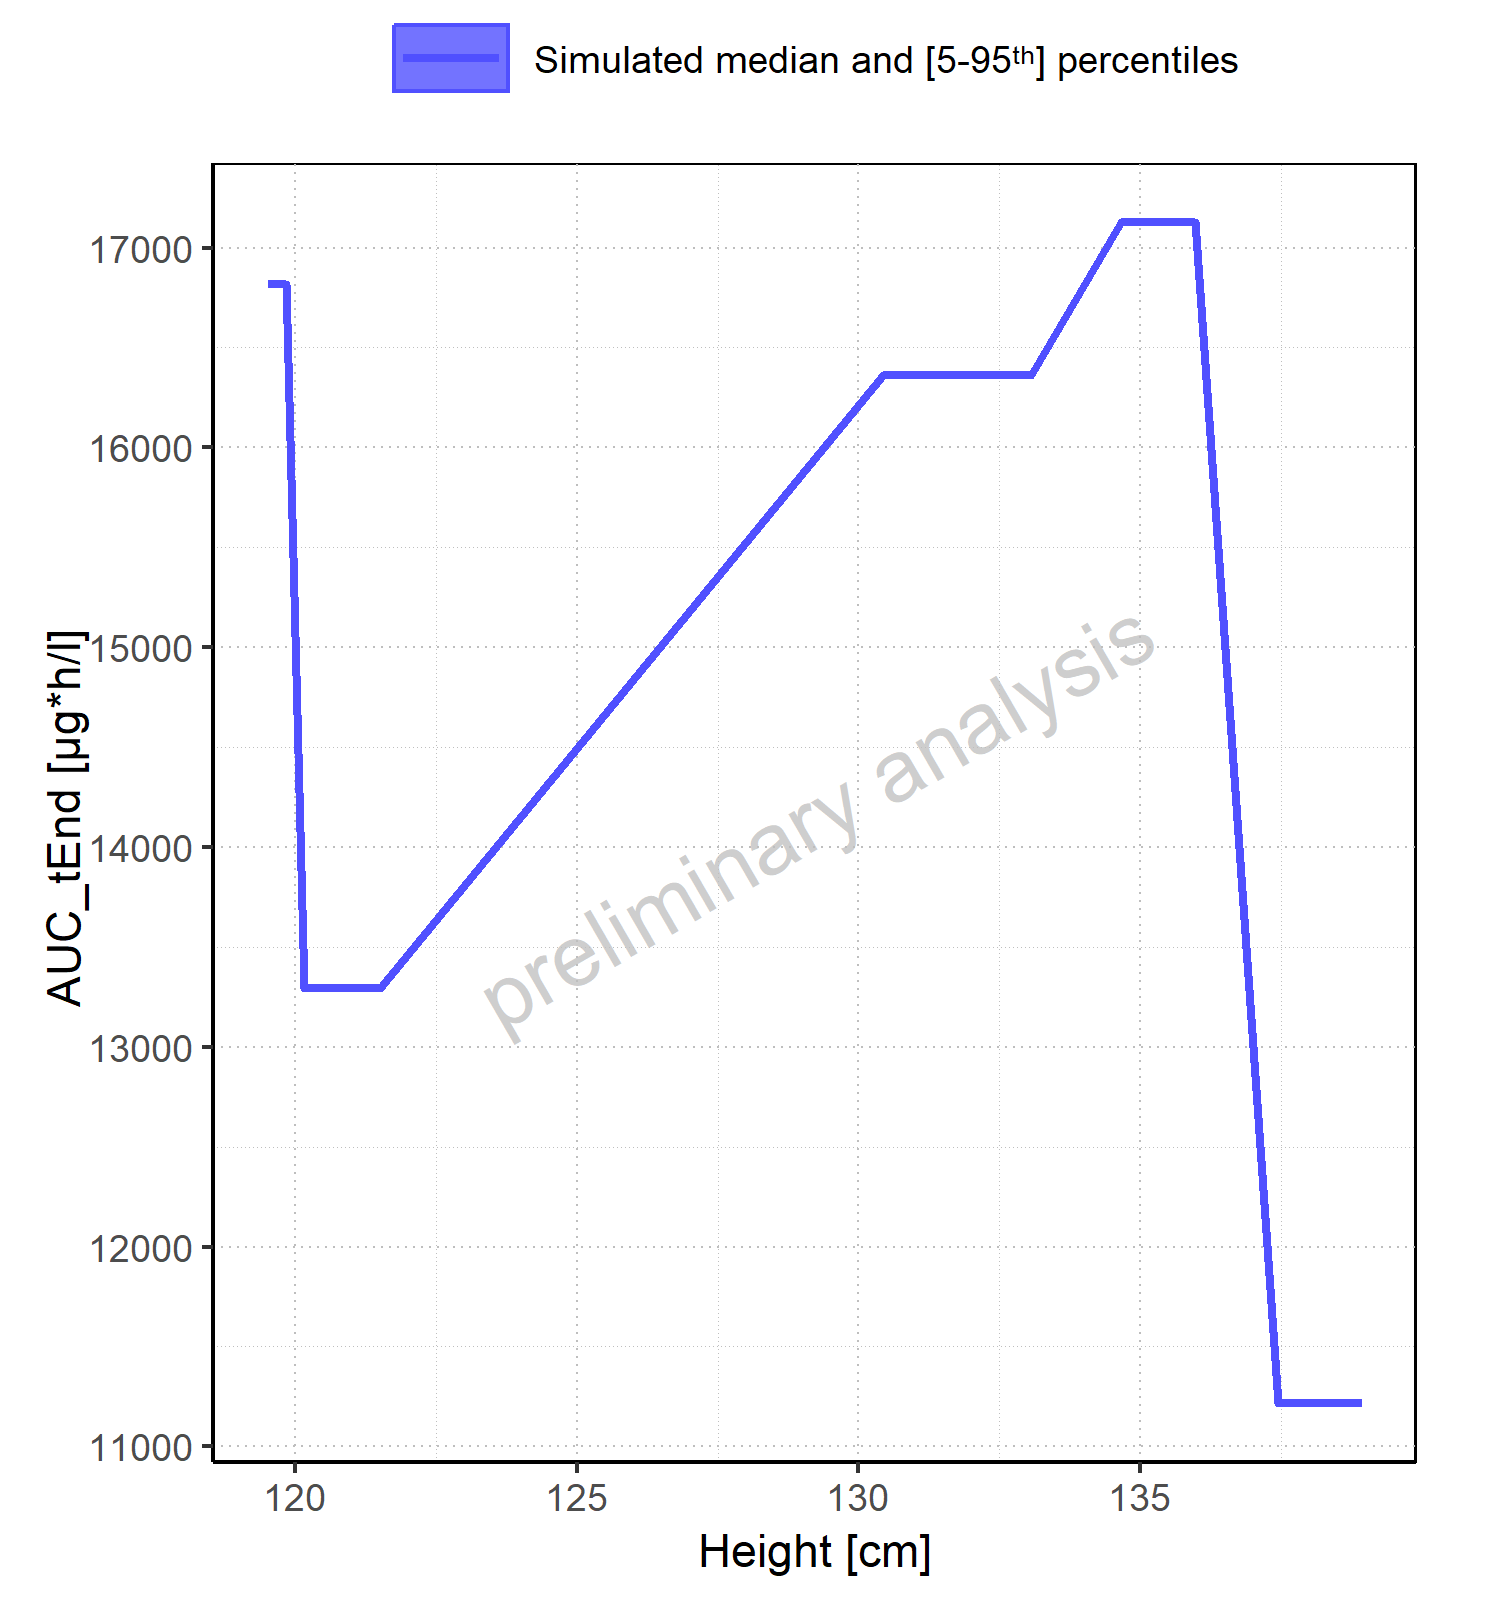 Simulated median and [5-95th] percentiles
17000
16000
15000
14000
13000
12000
11000
AUC_tEnd [µg*h/l]
preliminary analysis
120 125 130 135
Height [cm]